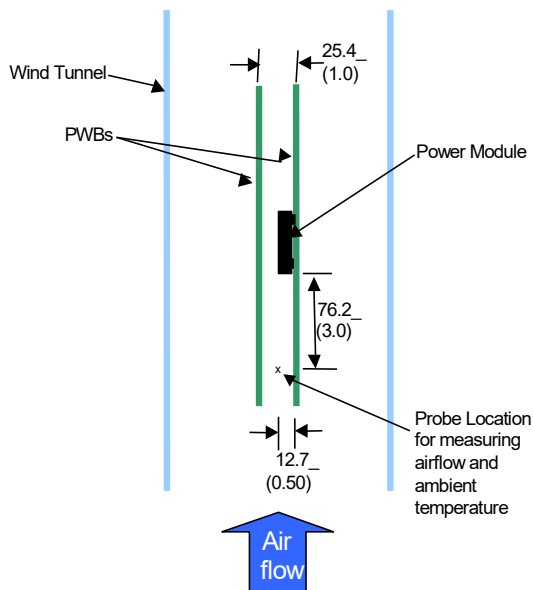 25.4_
(1.0)
Wind Tunnel
PWBs
Power Module
76.2_
(3.0)
x
Probe Location
for measuring
airflow and
ambient
temperature
12.7_
(0.50)
Air
flow